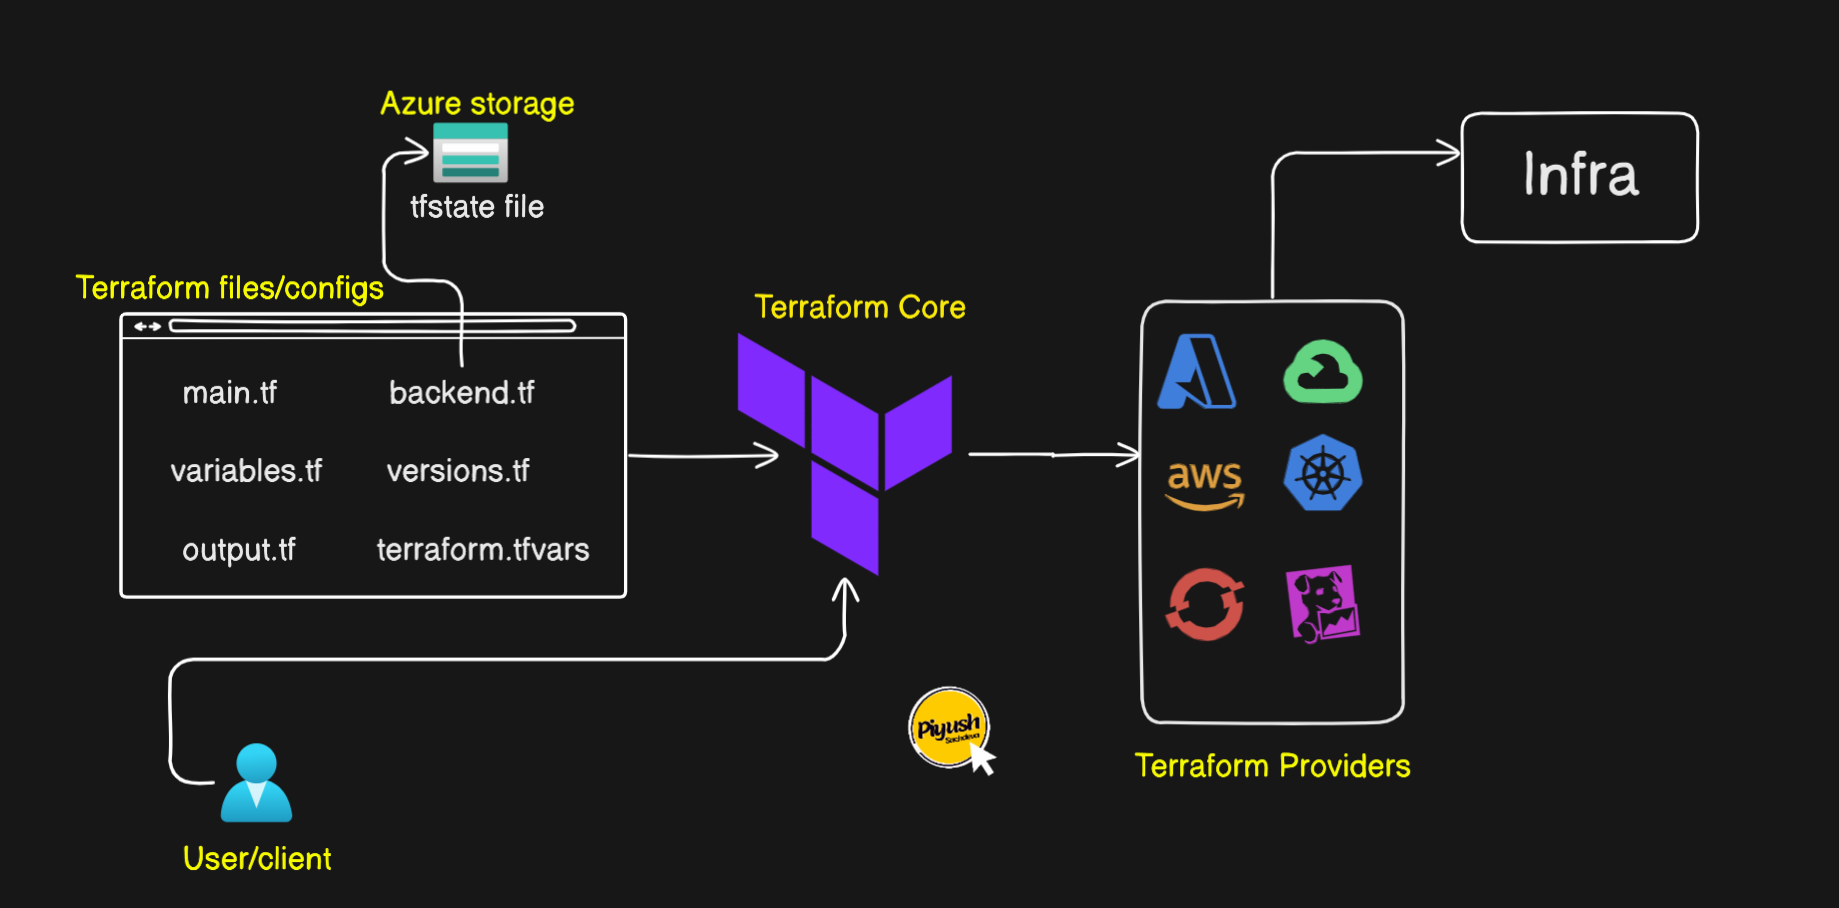 Azure storage
tfstate file
Terraform files/configs
main.tf
backend.tf
variables.tf
versions.tf
output.tf
terraform.tfvars
Terraform Core
Infra
aws
Terraform Providers
Piyush
Sachdeva
User/client